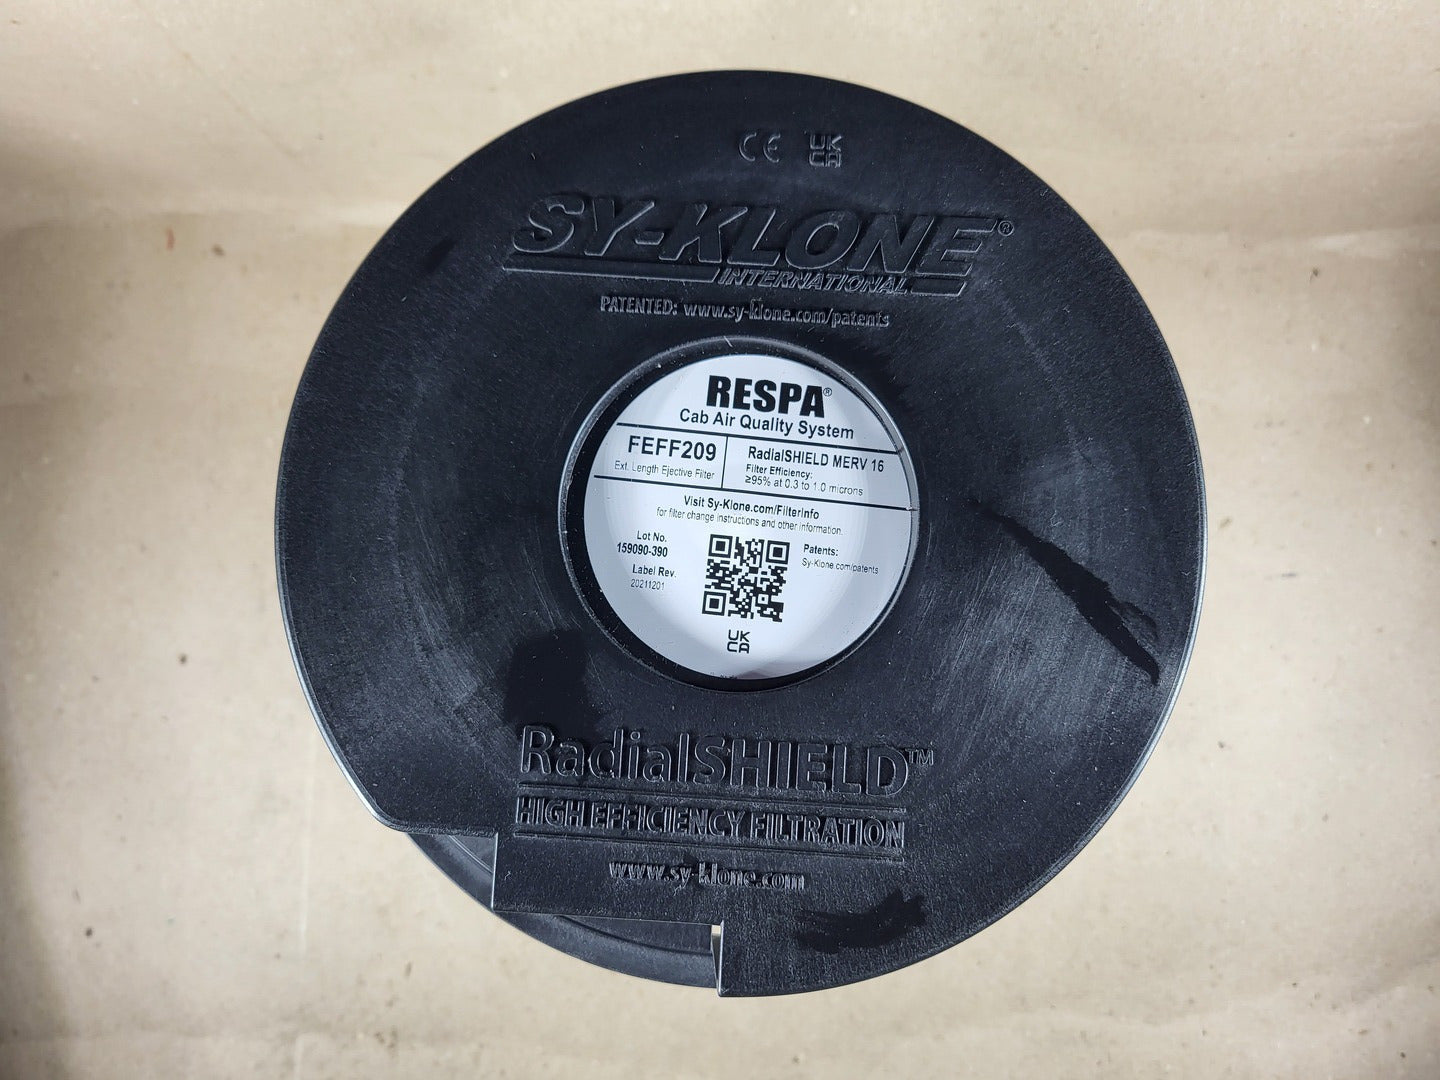 CE UK
CA
SY-KLONE®
INTERNATIONAL
PATENTED: www.sy-klone.com/patents
RESPA®
Cab Air Quality System
FEFF209
Ext. Length Ejective Filter
RadialSHIELD MERV 16
Filter Efficiency:
≥95% at 0.3 to 1.0 microns
Visit Sy-Klone.com/FilterInfo
for filter change instructions and other information.
Lot No.
159090-390
Label Rev.
20211201
Patents:
Sy-Klone.com/patents
UK
CA
RadialSHIELD™
HIGH EFFICIENCY FILTRATION
www.sy-klone.com